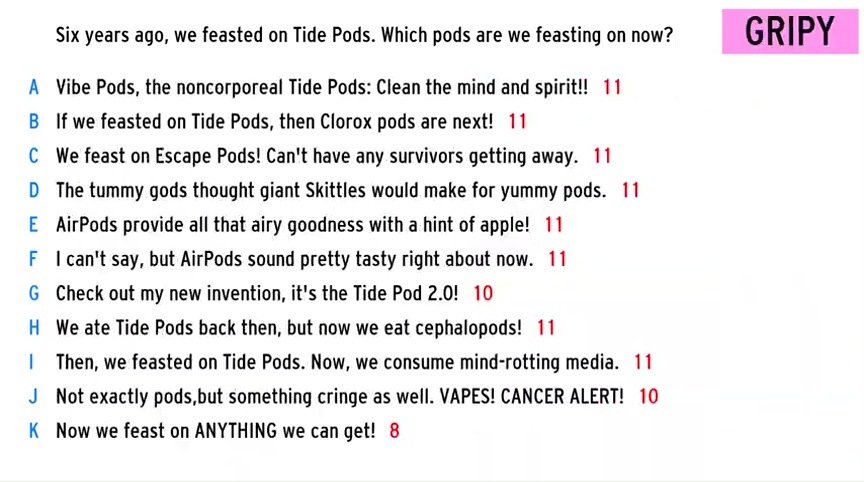 Six years ago, we feasted on Tide Pods. Which pods are we feasting on now? GRIPY
A Vibe Pods, the noncorporeal Tide Pods: Clean the mind and spirit!! 11
B If we feasted on Tide Pods, then Clorox pods are next! 11
C We feast on Escape Pods! Can't have any survivors getting away. 11
D The tummy gods thought giant Skittles would make for yummy pods. 11
E AirPods provide all that airy goodness with a hint of apple! 11
F I can't say, but AirPods sound pretty tasty right about now. 11
G Check out my new invention, it's the Tide Pod 2.0! 10
H We ate Tide Pods back then, but now we eat cephalopods! 11
I Then, we feasted on Tide Pods. Now, we consume mind-rotting media. 11
J Not exactly pods,but something cringe as well. VAPES! CANCER ALERT! 10
K Now we feast on ANYTHING we can get! 8